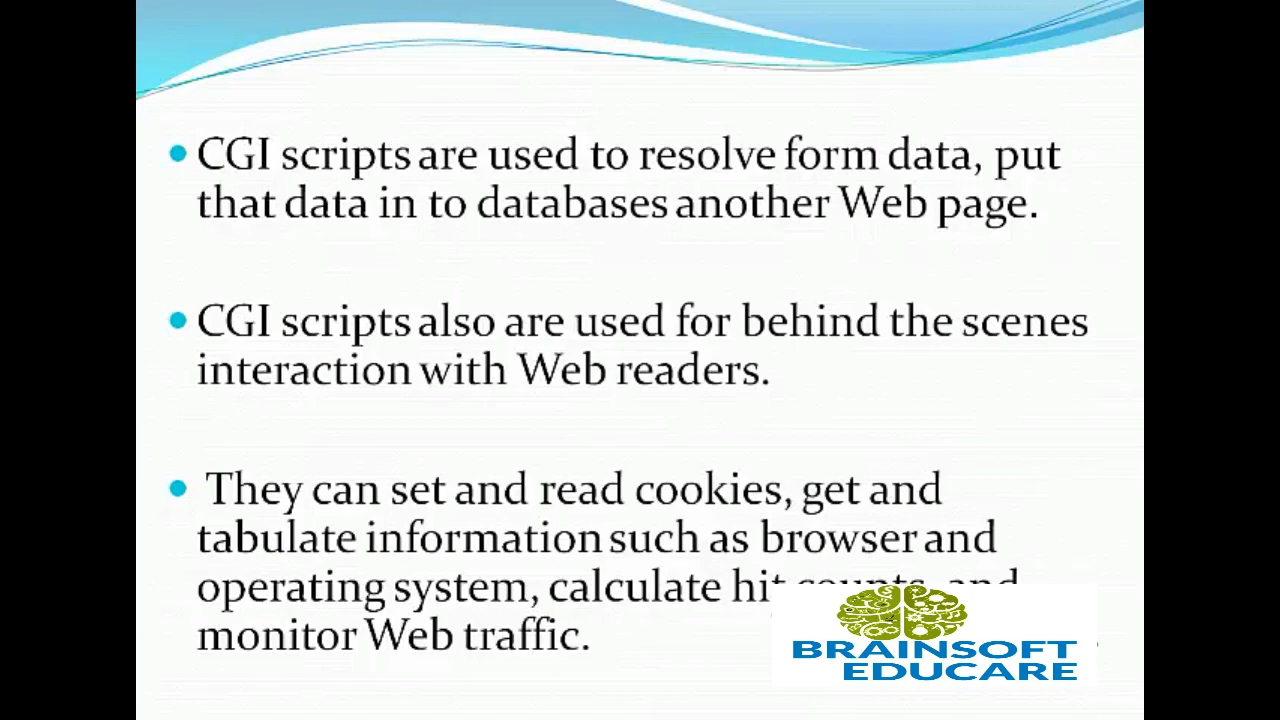 • CGI scripts are used to resolve form data, put
that data in to databases another Web page.
• CGI scripts also are used for behind the scenes
interaction with Web readers.
• They can set and read cookies, get and
tabulate information such as browser and
operating system, calculate hit counts, and
monitor Web traffic.
BRAINSOFT
EDUCARE